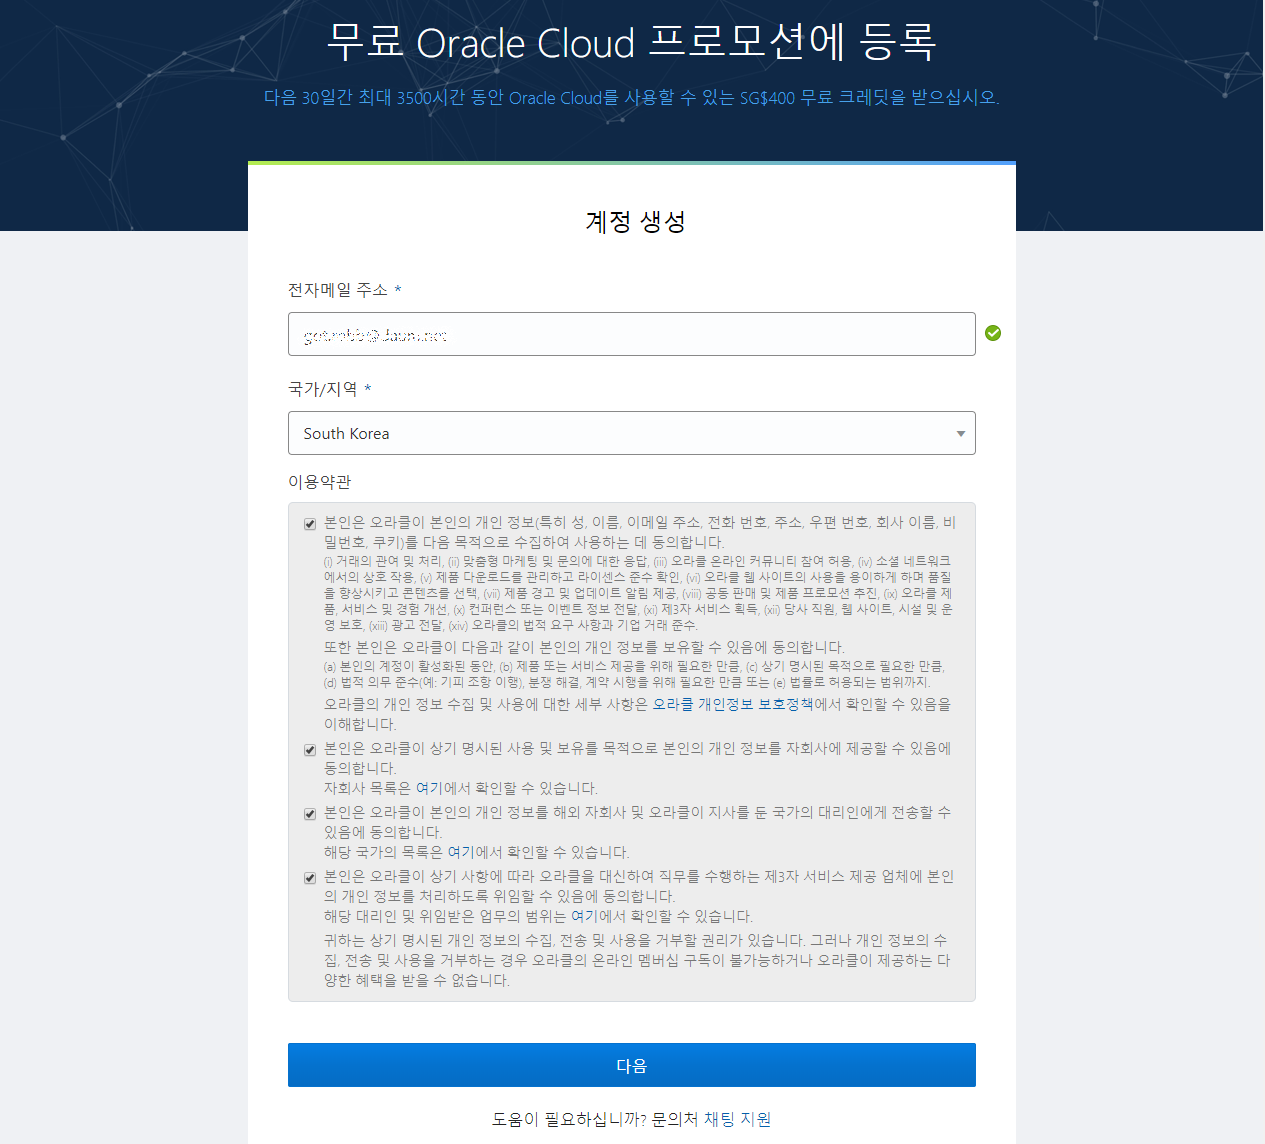 무료 Oracle Cloud 프로모션에 등록
다음 30일간 최대 3500시간 동안 Oracle Cloud를 사용할 수 있는 SG$400 무료 크레딧을 받으십시오.
계정 생성
전자메일 주소 *
국가/지역 *
South Korea
이용약관
본인은 오라클이 본인의 개인 정보(특히 성, 이름, 이메일 주소, 전화 번호, 주소, 우편 번호, 회사 이름, 비
밀번호, 쿠키)를 다음 목적으로 수집하여 사용하는 데 동의합니다.
(i) 거래의 관여 및 처리, (ii) 맞춤형 마케팅 및 문의에 대한 응답, (iii) 오라클 온라인 커뮤니티 참여 허용, (iv) 소셜 네트워크
에서의 상호 작용, (v) 제품 다운로드를 관리하고 라이센스 준수 확인, (vi) 오라클 웹 사이트의 사용을 용이하게 하며 품질
을 향상시키고 콘텐츠를 선택, (vii) 제품 경고 및 업데이트 알림 제공, (viii) 공동 판매 및 제품 프로모션 추진, (ix) 오라클 제
품, 서비스 및 경험 개선, (x) 컨퍼런스 또는 이벤트 정보 전달, (xi) 제3자 서비스 획득, (xii) 당사 직원, 웹 사이트, 시설 및 운
영 보호, (xiii) 광고 전달, (xiv) 오라클의 법적 요구 사항과 기업 거래 준수.
또한 본인은 오라클이 다음과 같이 본인의 개인 정보를 보유할 수 있음에 동의합니다.
(a) 본인의 계정이 활성화된 동안, (b) 제품 또는 서비스 제공을 위해 필요한 만큼, (c) 상기 명시된 목적으로 필요한 만큼,
(d) 법적 의무 준수(예: 기피 조항 이행), 분쟁 해결, 계약 시행을 위해 필요한 만큼 또는 (e) 법률로 허용되는 범위까지.
오라클의 개인 정보 수집 및 사용에 대한 세부 사항은 오라클 개인정보 보호정책에서 확인할 수 있음을
이해합니다.
본인은 오라클이 상기 명시된 사용 및 보유를 목적으로 본인의 개인 정보를 자회사에 제공할 수 있음에
동의합니다.
자회사 목록은 여기에서 확인할 수 있습니다.
본인은 오라클이 본인의 개인 정보를 해외 자회사 및 오라클이 지사를 둔 국가의 대리인에게 전송할 수
있음에 동의합니다.
해당 국가의 목록은 여기에서 확인할 수 있습니다.
본인은 오라클이 상기 사항에 따라 오라클을 대신하여 직무를 수행하는 제3자 서비스 제공 업체에 본인
의 개인 정보를 처리하도록 위임할 수 있음에 동의합니다.
해당 대리인 및 위임받은 업무의 범위는 여기에서 확인할 수 있습니다.
귀하는 상기 명시된 개인 정보의 수집, 전송 및 사용을 거부할 권리가 있습니다. 그러나 개인 정보의 수
집, 전송 및 사용을 거부하는 경우 오라클의 온라인 멤버십 구독이 불가능하거나 오라클이 제공하는 다
양한 혜택을 받을 수 없습니다.
다음
도움이 필요하십니까? 문의처 채팅 지원